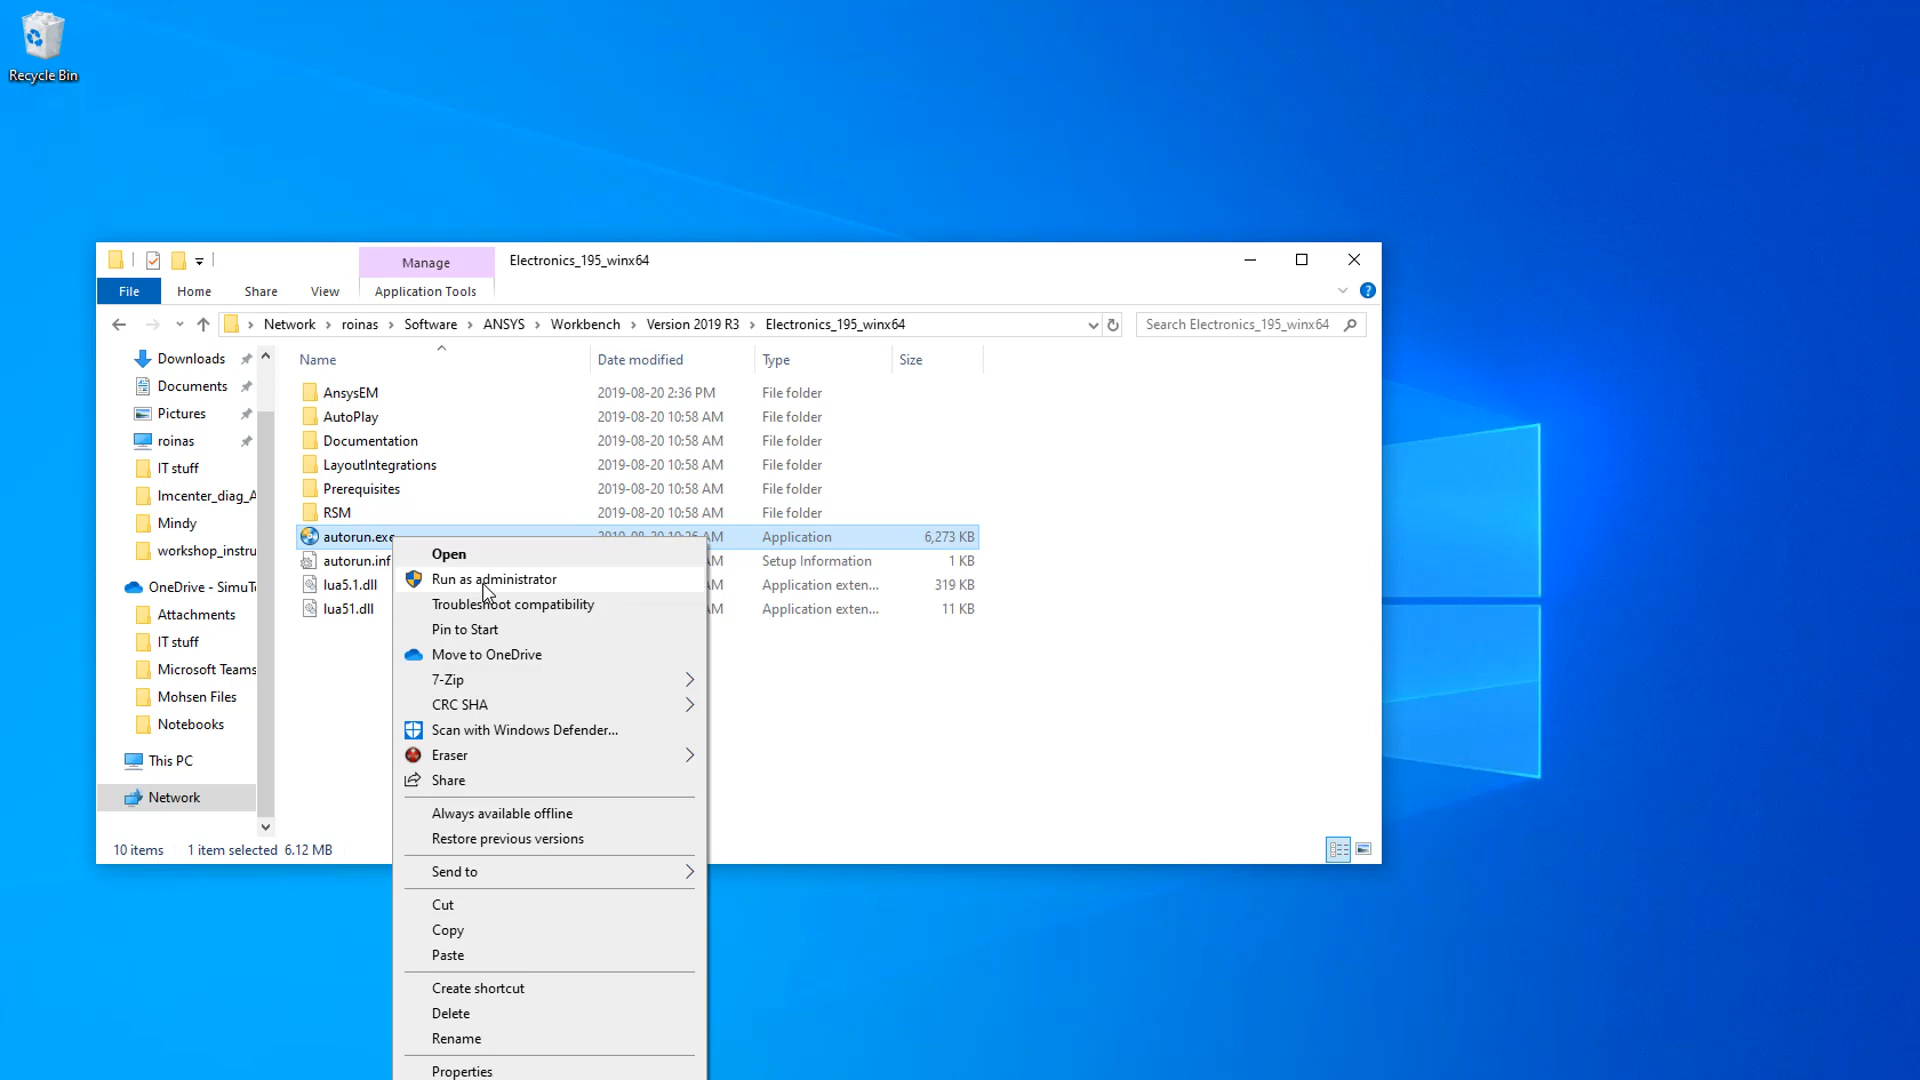 Recycle Bin
Manage
Electronics_195_winx64
File
Home
Share
View
Application Tools
Network
roinas
Software
ANSYS
Workbench
Version 2019 R3
Electronics_195_winx64
Search Electronics_195_winx64
Downloads
Documents
Pictures
roinas
IT stuff
lmcenter_diag_A
Mindy
workshop_instru
OneDrive - SimuT
Attachments
IT stuff
Microsoft Teams
Mohsen Files
Notebooks
This PC
Network
Name Date modified Type Size
AnsysEM 2019-08-20 2:36 PM File folder
AutoPlay 2019-08-20 10:58 AM File folder
Documentation 2019-08-20 10:58 AM File folder
LayoutIntegrations 2019-08-20 10:58 AM File folder
Prerequisites 2019-08-20 10:58 AM File folder
RSM 2019-08-20 10:58 AM File folder
autorun.exe AM Application 6,273 KB
autorun.inf AM Setup Information 1 KB
lua5.1.dll AM Application exten... 319 KB
lua51.dll AM Application exten... 11 KB
Open
Run as administrator
Troubleshoot compatibility
Pin to Start
Move to OneDrive
7-Zip
CRC SHA
Scan with Windows Defender...
Eraser
Share
Always available offline
Restore previous versions
Send to
Cut
Copy
Paste
Create shortcut
Delete
Rename
Properties
10 items 1 item selected 6.12 MB